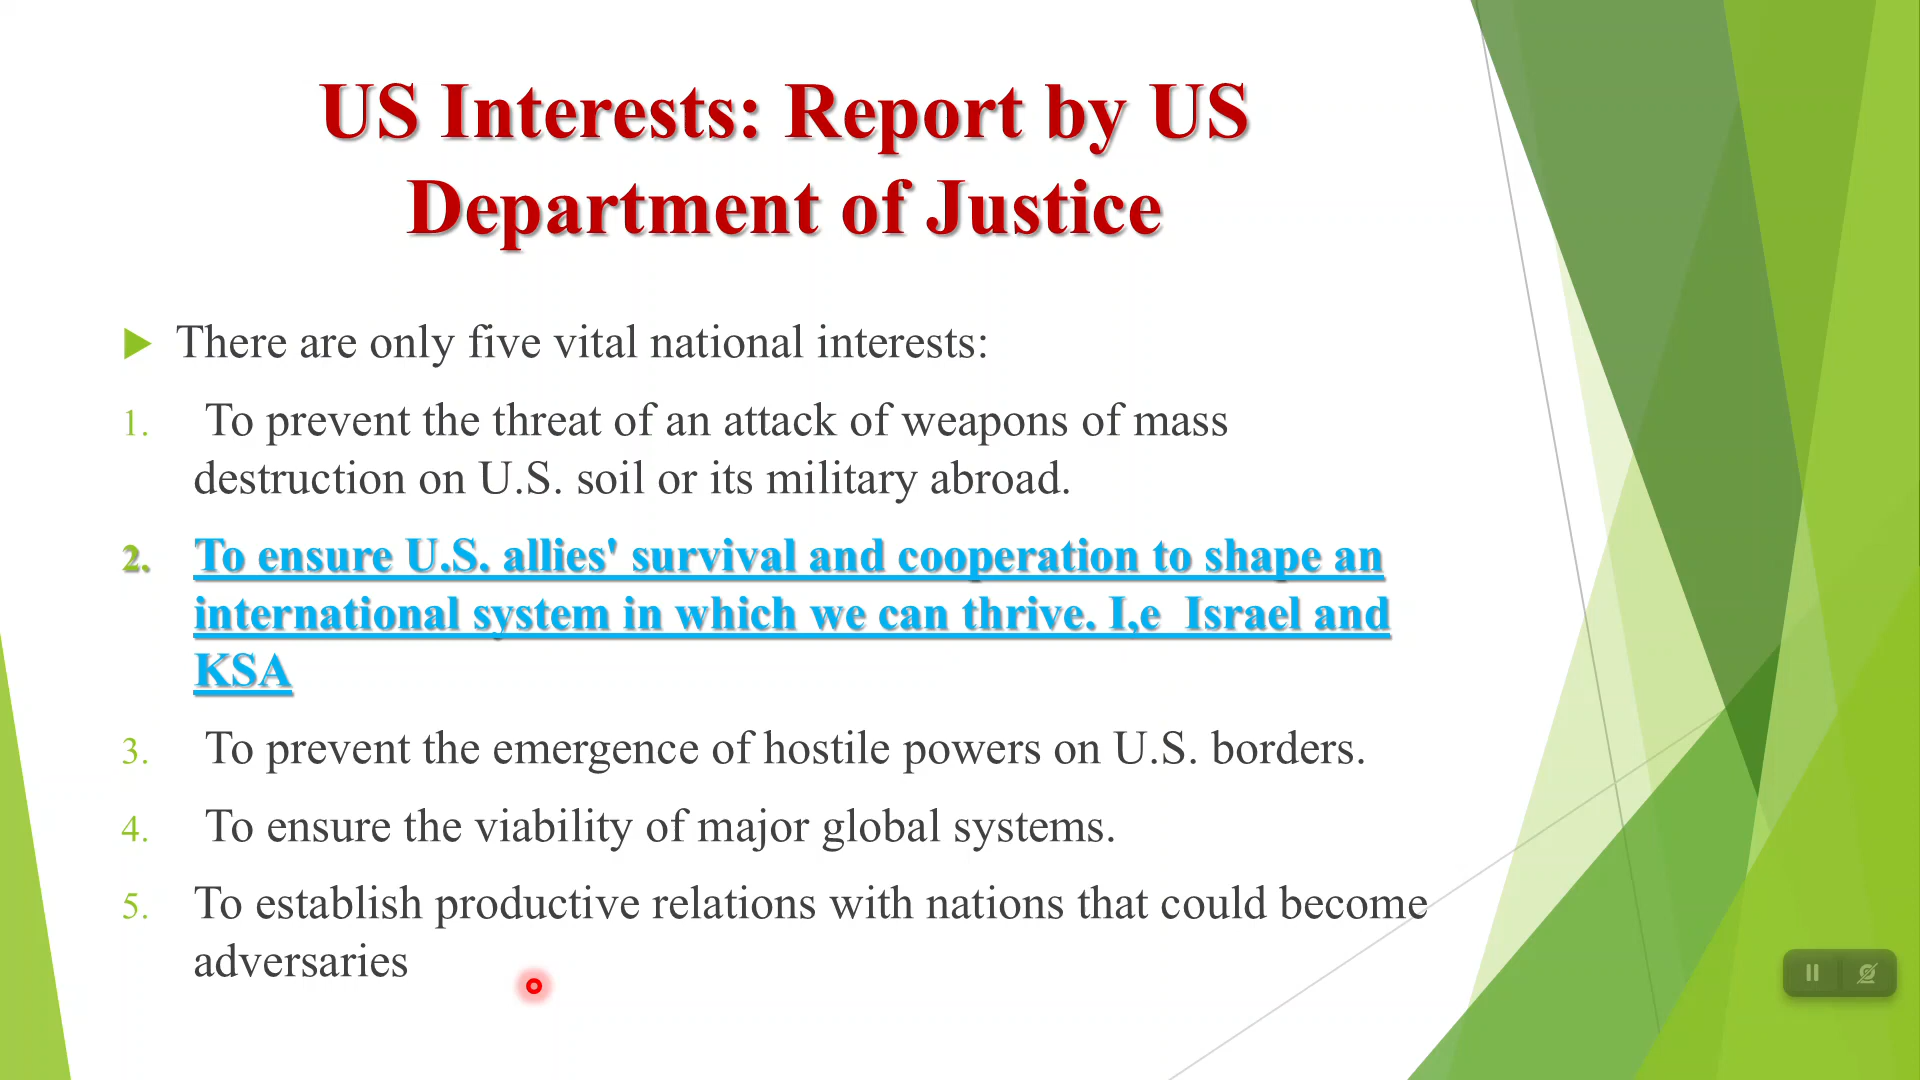 US Interests: Report by US
Department of Justice
There are only five vital national interests:
1. To prevent the threat of an attack of weapons of mass
destruction on U.S. soil or its military abroad.
2. To ensure U.S. allies' survival and cooperation to shape an
international system in which we can thrive. I,e Israel and
KSA
3. To prevent the emergence of hostile powers on U.S. borders.
4. To ensure the viability of major global systems.
5. To establish productive relations with nations that could become
adversaries